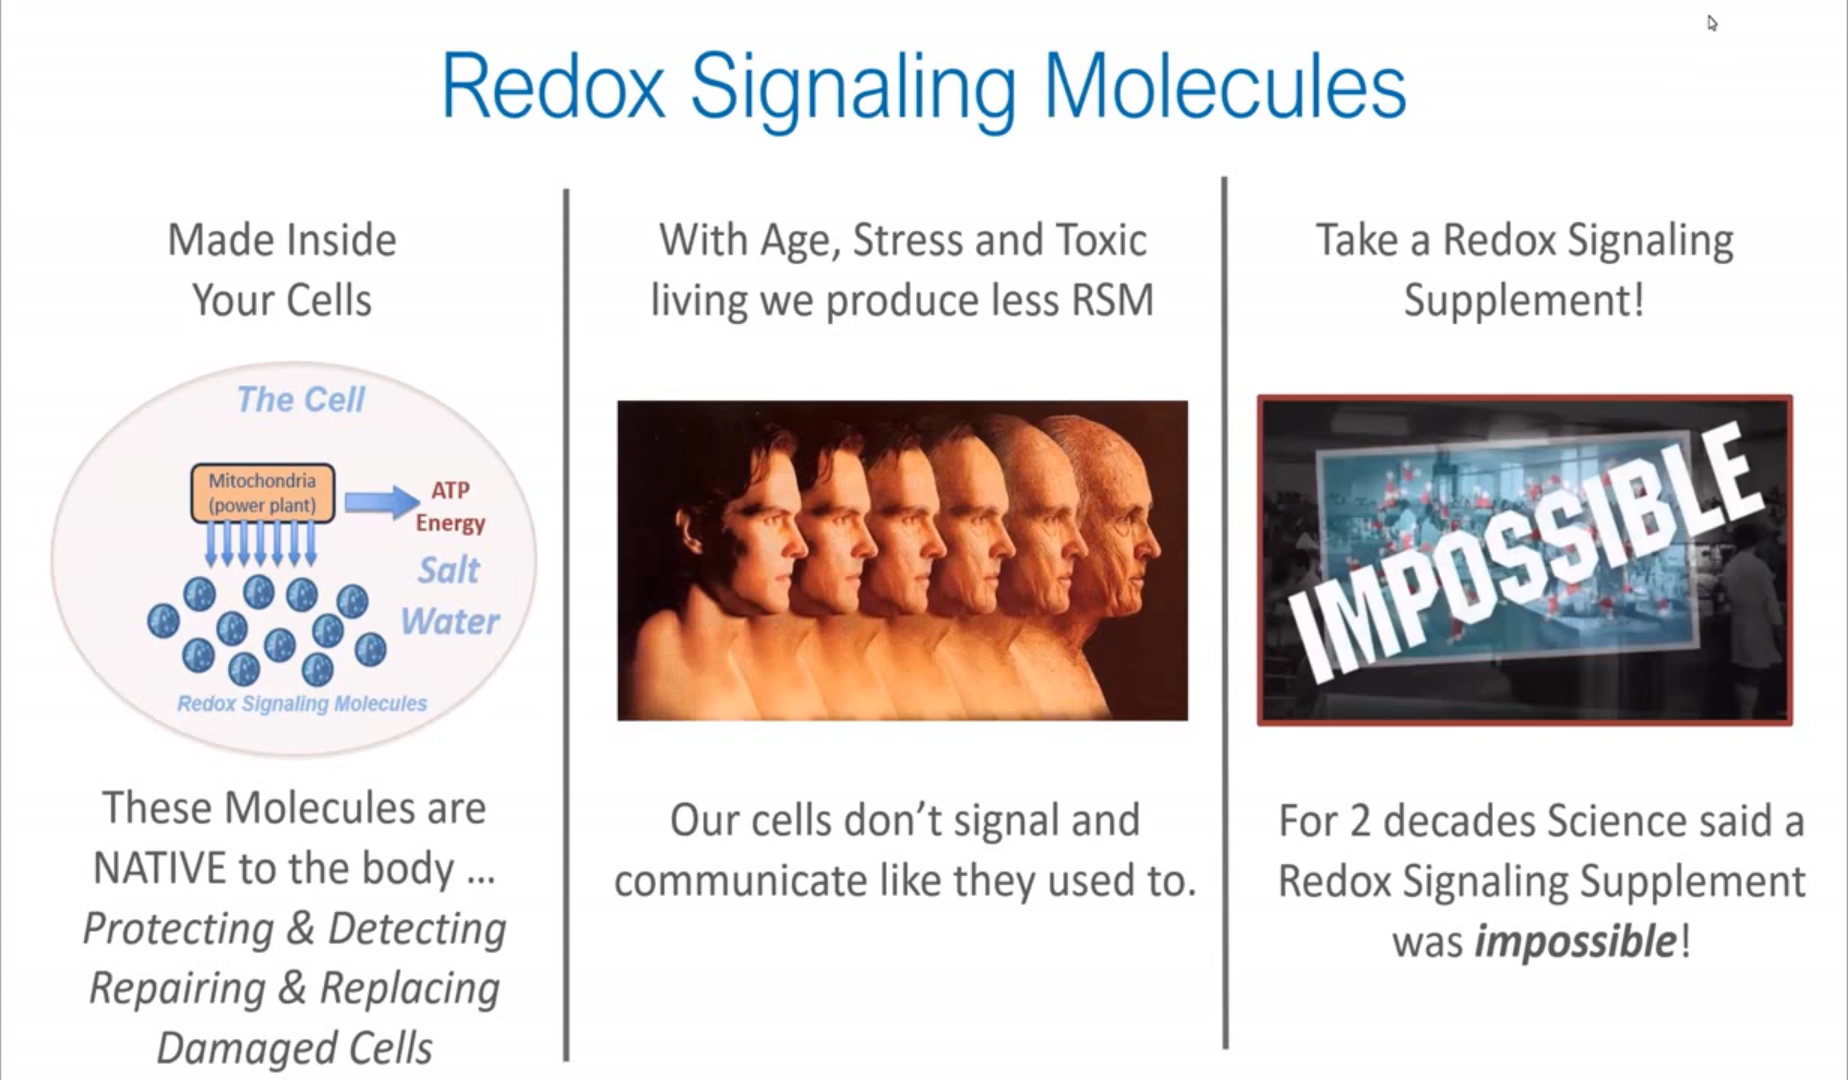 Redox Signaling Molecules
Made Inside
Your Cells
The Cell
Mitochondria
(power plant)
ATP
Energy
Salt
Water
Redox Signaling Molecules
These Molecules are
NATIVE to the body ...
Protecting & Detecting
Repairing & Replacing
Damaged Cells
With Age, Stress and Toxic
living we produce less RSM
Our cells don't signal and
communicate like they used to.
Take a Redox Signaling
Supplement!
IMPOSSIBLE
For 2 decades Science said a
Redox Signaling Supplement
was impossible!